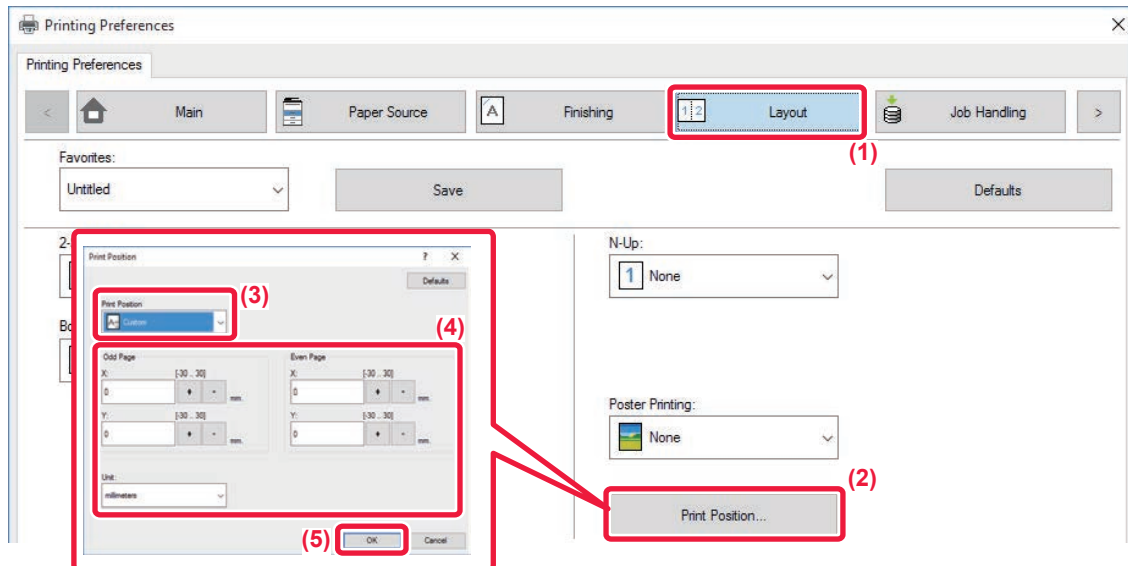 Printing Preferences
Printing Preferences
< Main Paper Source A Finishing 1 2 Layout Job Handling >
(1)
Favorites:
Untitled Save Defaults
2-
N-Up:
Print Position ? X
1 None
Defaults
Print Position
(3)
Custom
(4)
Bo
Odd Page Even Page
X: [-30 .. 30] X: [-30 .. 30]
0 + - mm. 0 + - mm.
Y: [-30 .. 30] Y: [-30 .. 30]
0 + - mm. 0 + - mm.
Poster Printing:
None
Unit:
millimeters
(2)
Print Position...
(5) OK Cancel